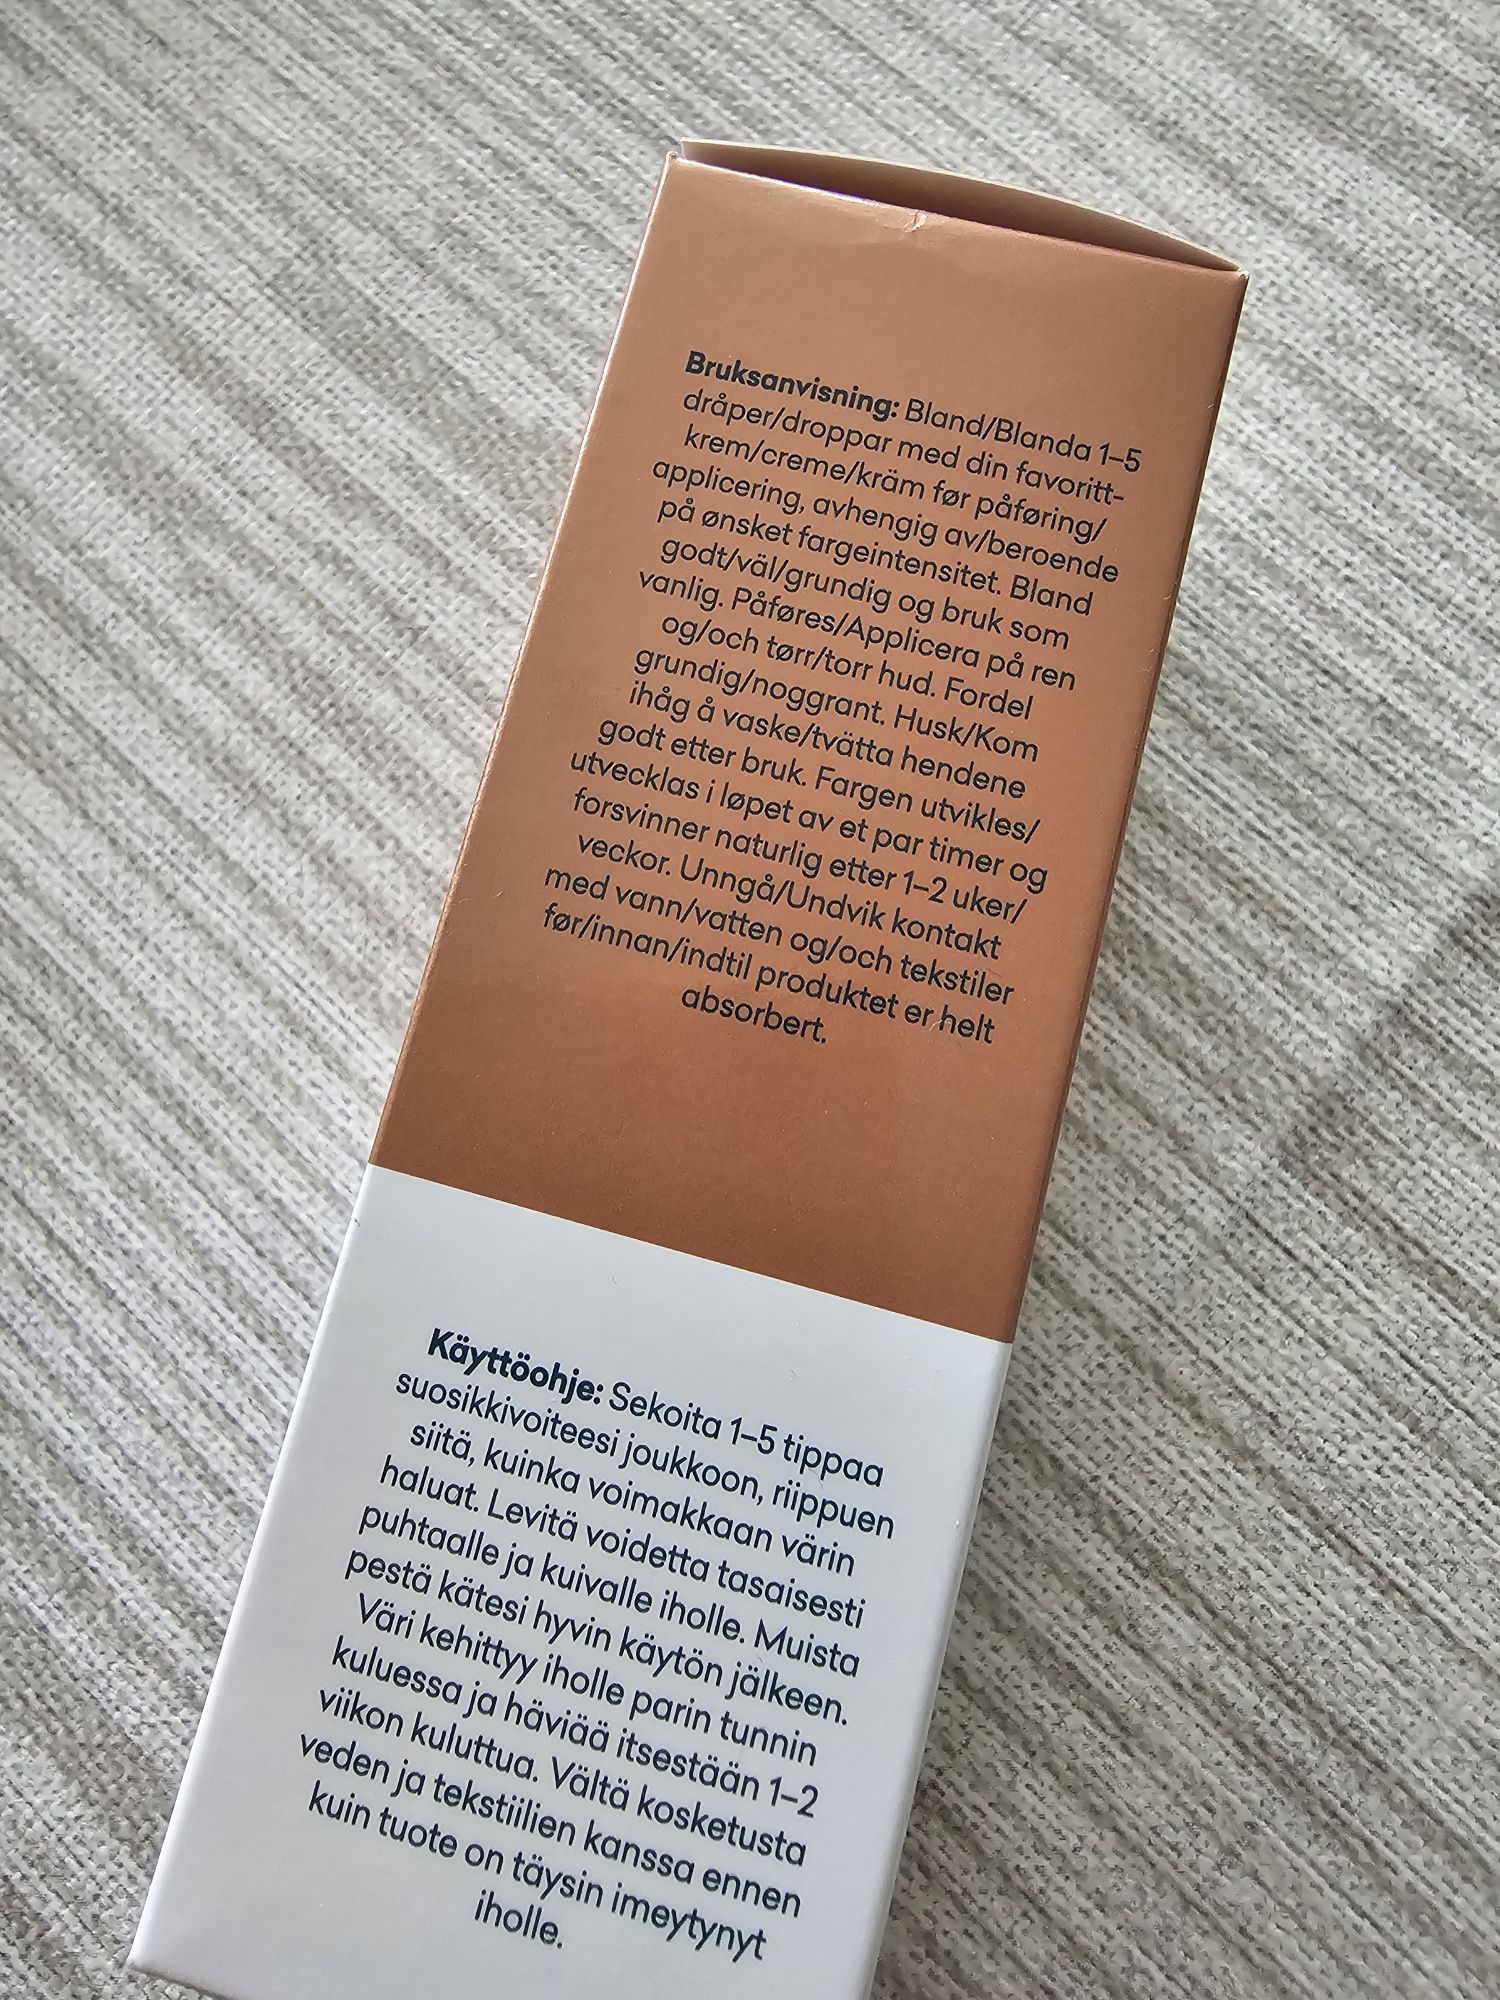 Bruksanvisning: Bland/Blanda 1–5
dråper/droppar med din favoritt-
krem/creme/kräm før påføring/
applicering, avhengig av/beroende
på ønsket fargeintensitet. Bland
godt/väl/grundig og bruk som
vanlig. Påføres/Applicera på ren
og/och tørr/torr hud. Fordel
grundig/noggrant. Husk/Kom
ihåg å vaske/tvätta hendene
godt etter bruk. Fargen utvikles/
utvecklas i løpet av et par timer og
forsvinner naturlig etter 1–2 uker/
veckor. Unngå/Undvik kontakt
med vann/vatten og/och tekstiler
før/innan/indtil produktet er helt
absorbert.
Käyttöohje: Sekoita 1–5 tippaa
suosikkivoiteesi joukkoon, riippuen
siitä, kuinka voimakkaan värin
haluat. Levitä voidetta tasaisesti
puhtaalle ja kuivalle iholle. Muista
pestä kätesi hyvin käytön jälkeen.
Väri kehittyy iholle parin tunnin
kuluessa ja häviää itsestään 1–2
viikon kuluttua. Vältä kosketusta
veden ja tekstiilien kanssa ennen
kuin tuote on täysin imeytynyt
iholle.